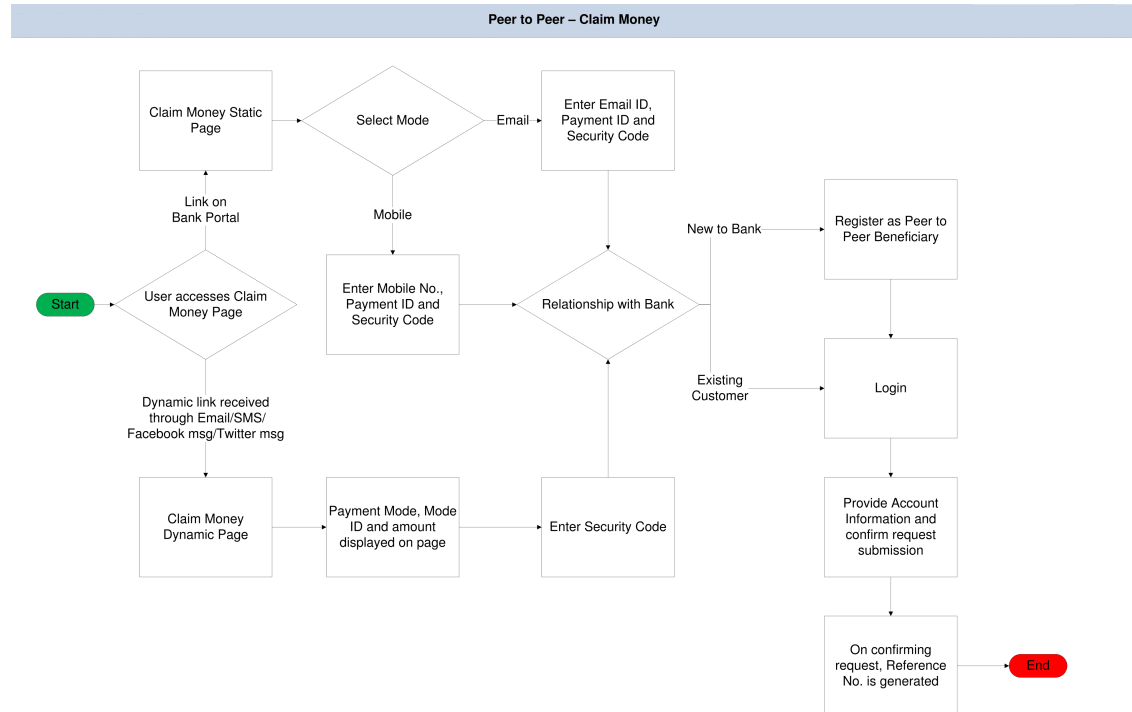 Peer to Peer – Claim Money
Claim Money Static
Page
Select Mode
Email
Enter Email ID,
Payment ID and
Security Code
Link on
Bank Portal
Mobile
New to Bank
Register as Peer to
Peer Beneficiary
Start
User accesses Claim
Money Page
Enter Mobile No.,
Payment ID and
Security Code
Relationship with Bank
Existing
Customer
Login
Dynamic link received
through Email/SMS/
Facebook msg/Twitter msg
Claim Money
Dynamic Page
Payment Mode, Mode
ID and amount
displayed on page
Enter Security Code
Provide Account
Information and
confirm request
submission
On confirming
request, Reference
No. is generated
End